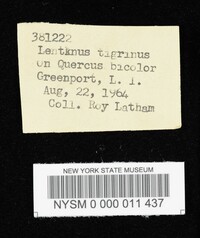 381222
Lentinus tigrinus
on Quercus bicolor
Greenport, L. I.
Aug, 22, 1964
Coll. Roy Latham
NEW YORK STATE MUSEUM
NYSM 0 000 011 437